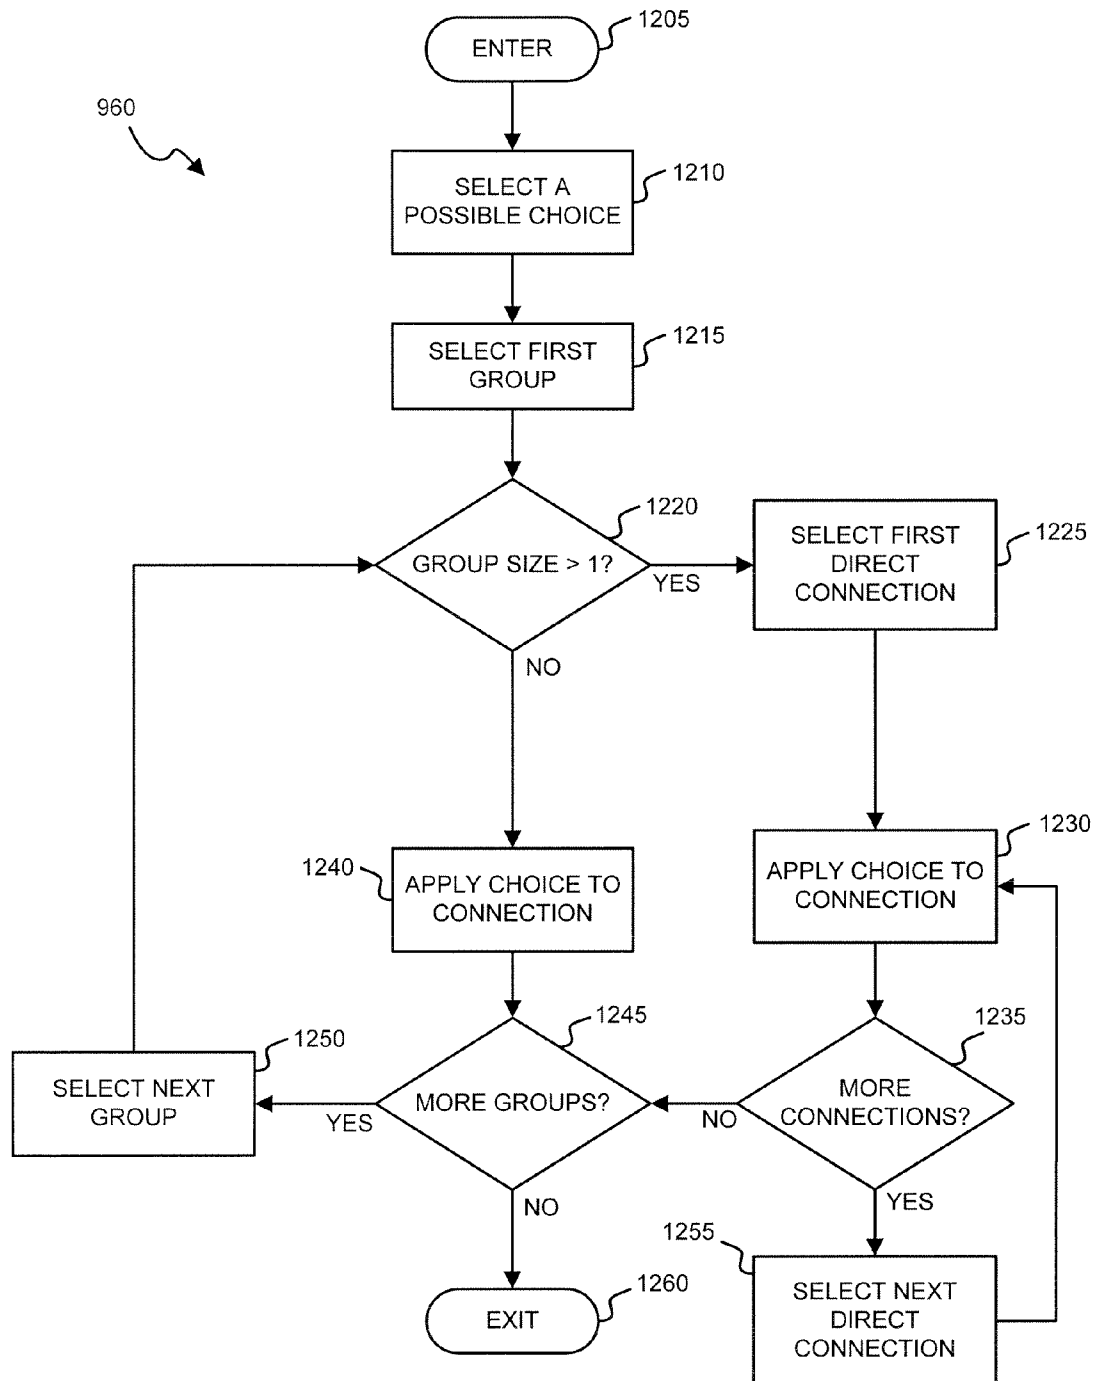 1205
ENTER
960
1210
SELECT A
POSSIBLE CHOICE
1215
SELECT FIRST
GROUP
1220
GROUP SIZE > 1?
YES
NO
1225
SELECT FIRST
DIRECT
CONNECTION
1230
APPLY CHOICE TO
CONNECTION
1240
APPLY CHOICE TO
CONNECTION
1245
MORE GROUPS?
YES
NO
1235
MORE
CONNECTIONS?
NO
YES
1250
SELECT NEXT
GROUP
1255
SELECT NEXT
DIRECT
CONNECTION
1260
EXIT